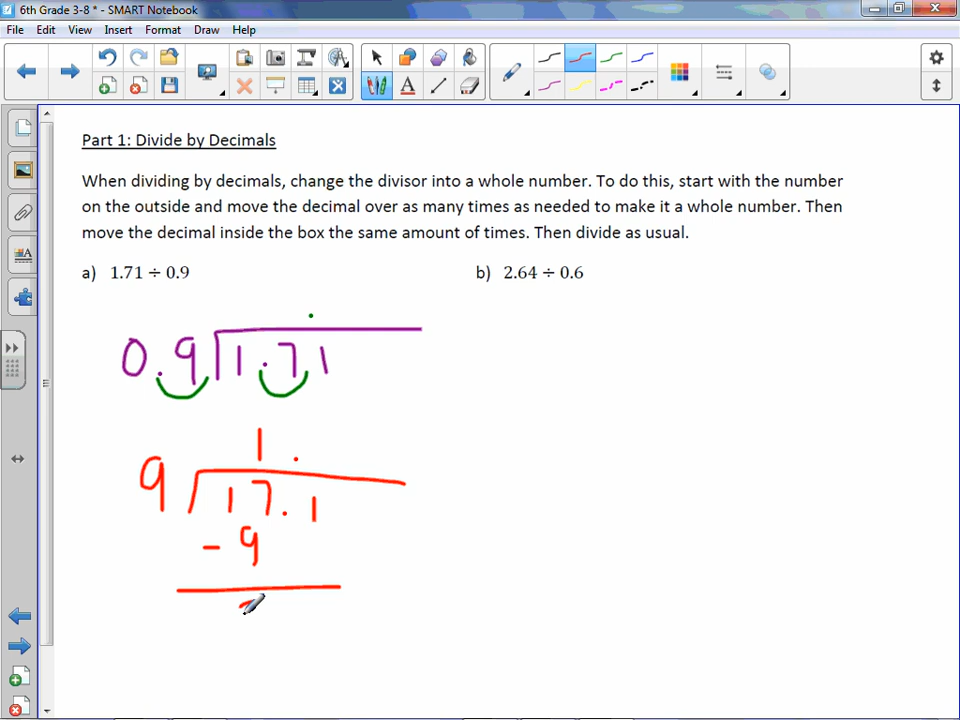 6th Grade 3-8 * - SMART Notebook
File Edit View Insert Format Draw Help
Part 1: Divide by Decimals
When dividing by decimals, change the divisor into a whole number. To do this, start with the number
on the outside and move the decimal over as many times as needed to make it a whole number. Then
move the decimal inside the box the same amount of times. Then divide as usual.
a) 1.71 ÷ 0.9 b) 2.64 ÷ 0.6
.
0.9 1.71
1 .
9 17.1
- 9